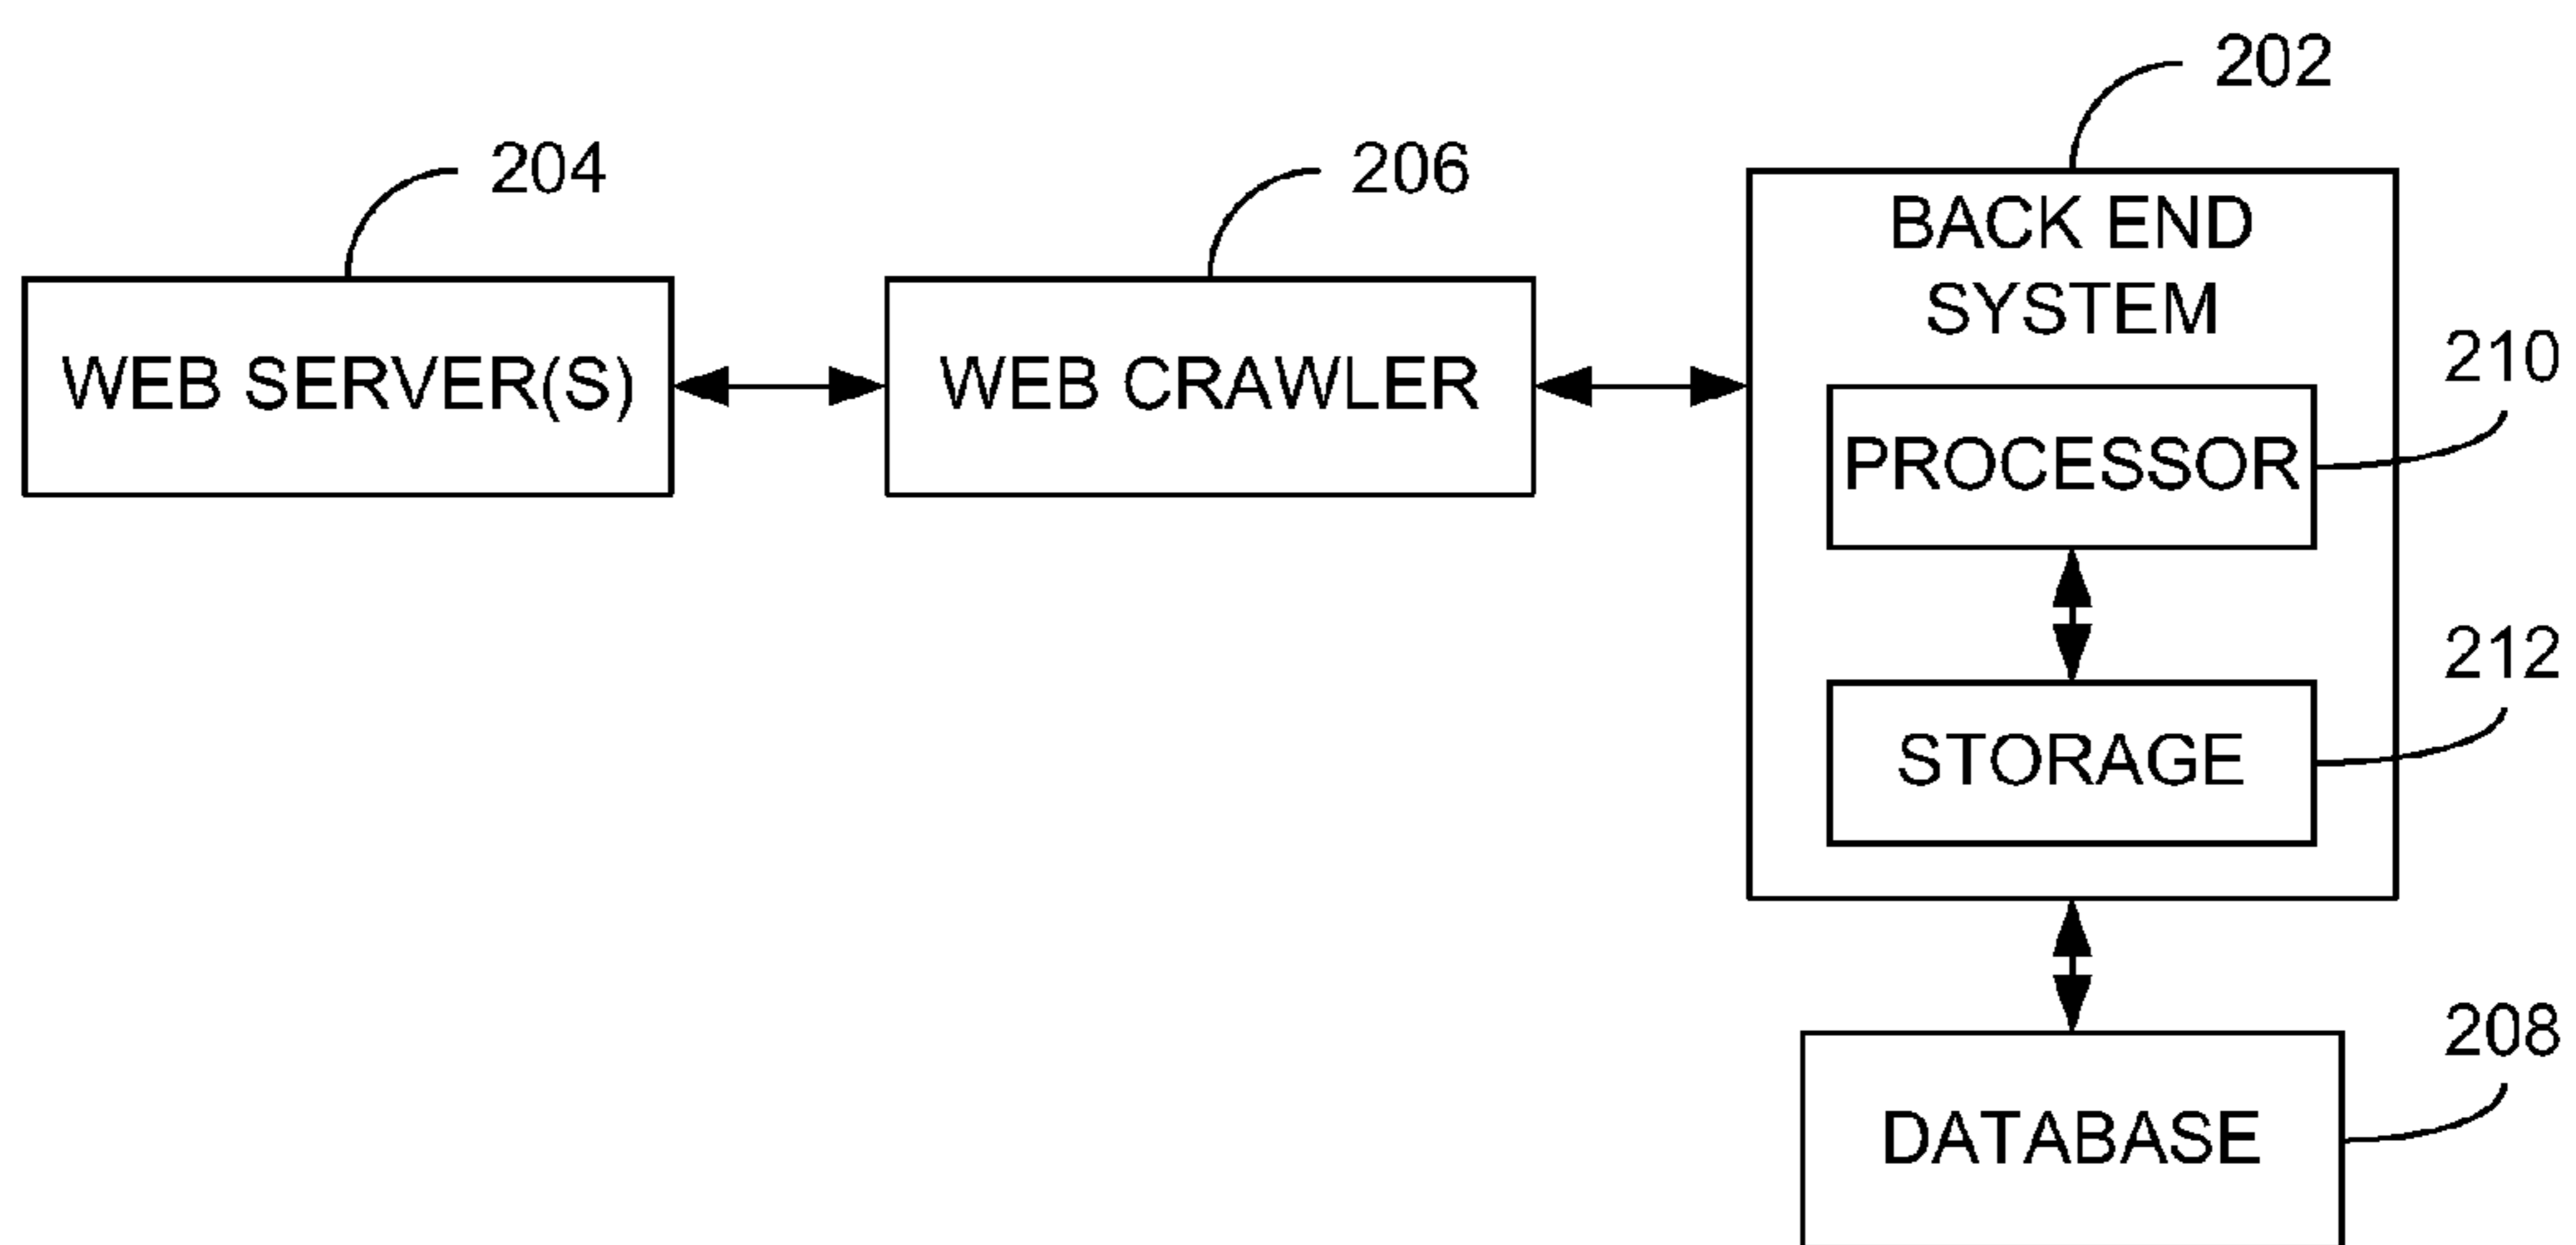 202
204
206
BACK END
SYSTEM
210
WEB SERVER(S)
WEB CRAWLER
PROCESSOR
212
STORAGE
208
DATABASE